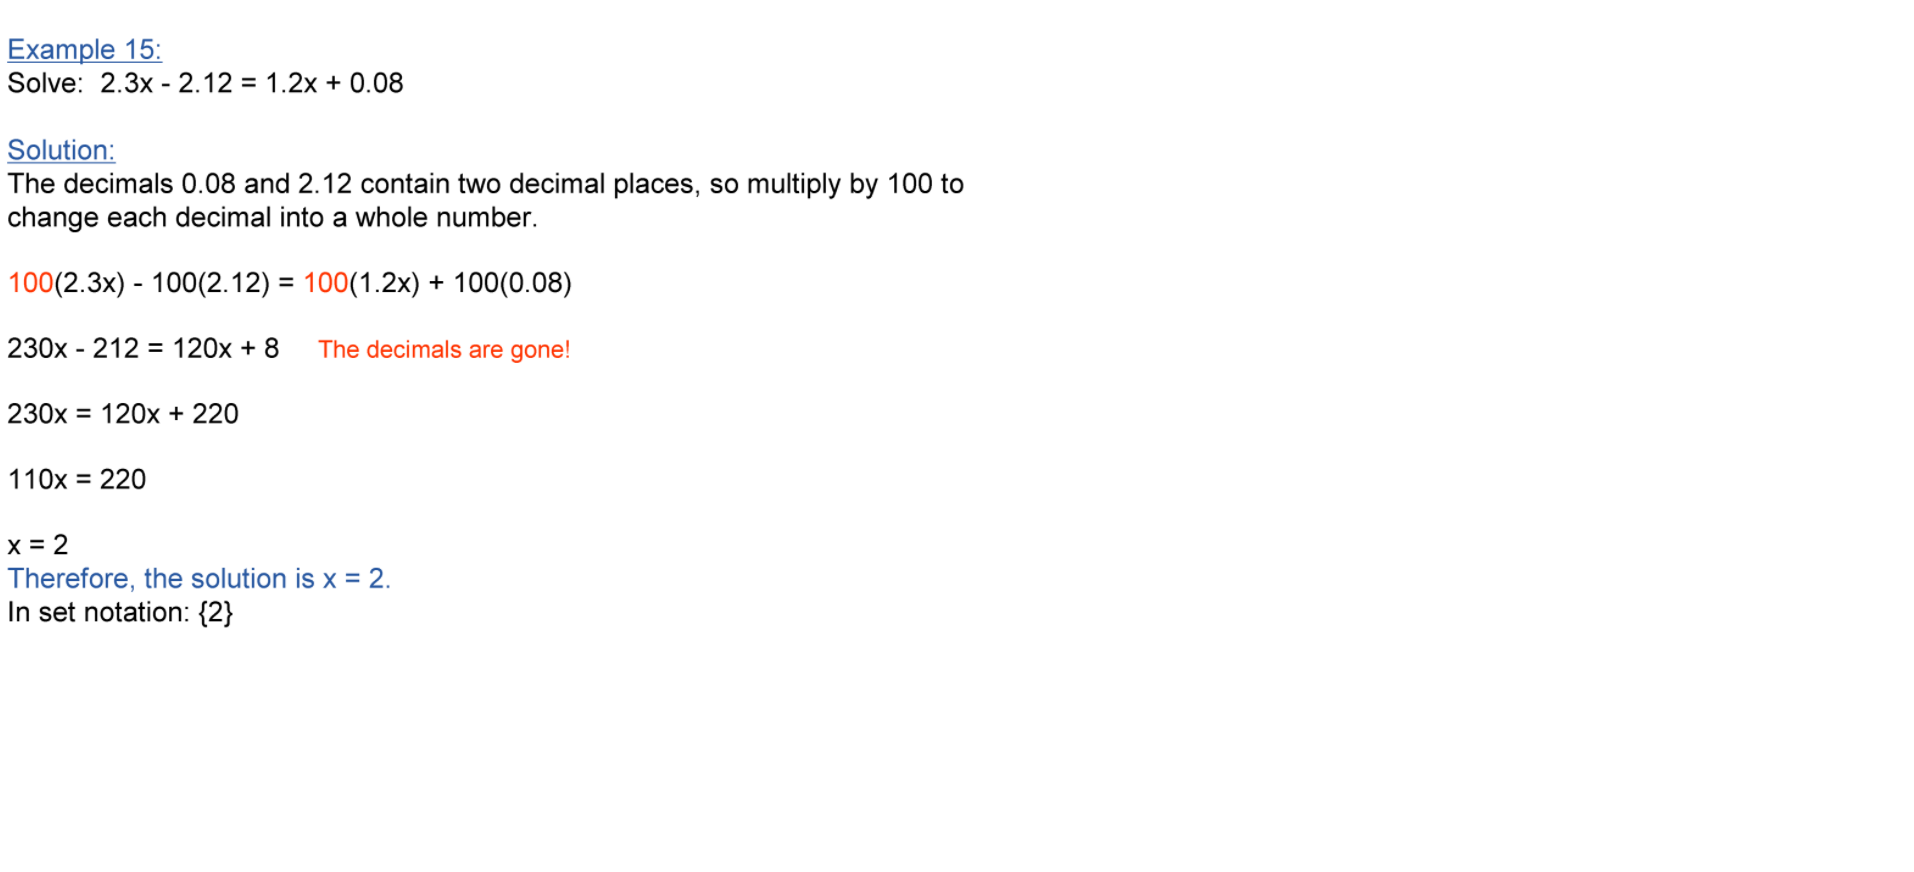 Example 15:
Solve:  2.3x - 2.12 = 1.2x + 0.08
Solution:
The decimals 0.08 and 2.12 contain two decimal places, so multiply by 100 to
change each decimal into a whole number.
100(2.3x) - 100(2.12) = 100(1.2x) + 100(0.08)
230x - 212 = 120x + 8     The decimals are gone!
230x = 120x + 220
110x = 220
x = 2
Therefore, the solution is x = 2.
In set notation: {2}